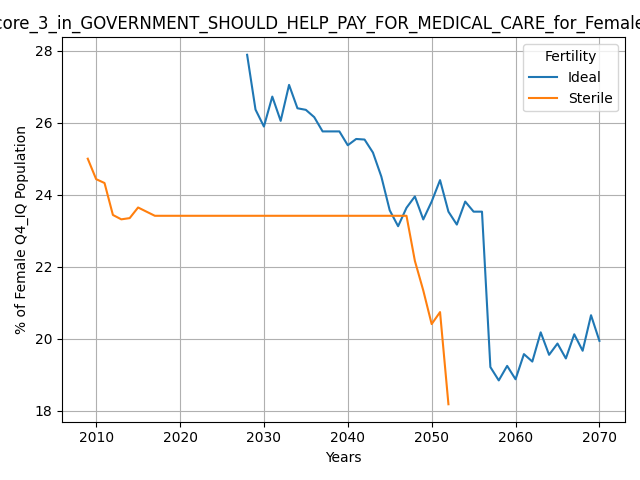 core_3_in_GOVERNMENT_SHOULD_HELP_PAY_FOR_MEDICAL_CARE_for_Female
Fertility
Ideal
Sterile
% of Female Q4_IQ Population
28
26
24
22
20
18
2010 2020 2030 2040 2050 2060 2070
Years